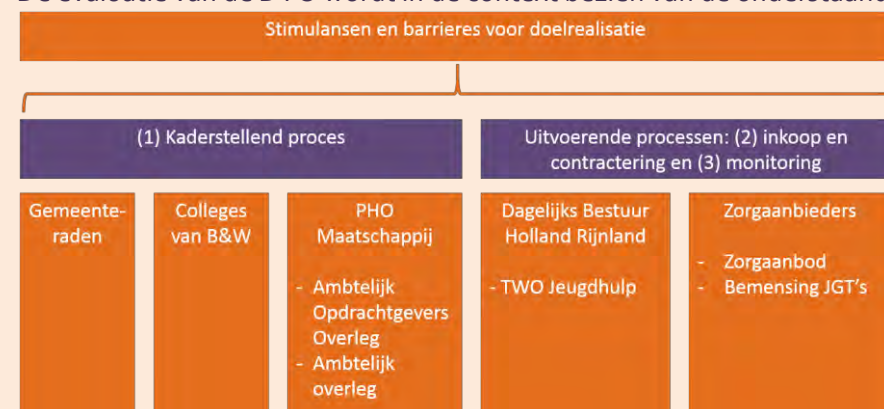 Stimulansen en barrieres voor doelrealisatie
(1) Kaderstellend proces
Uitvoerende processen: (2) inkoop en
contractering en (3) monitoring
Gemeente-
raden
Colleges
van B&W
PHO
Maatschappij
- Ambtelijk
Opdrachtgevers
Overleg
- Ambtelijk
overleg
Dagelijks Bestuur
Holland Rijnland
- TWO Jeugdhulp
Zorgaanbieders
- Zorgaanbod
- Bemensing JGT's